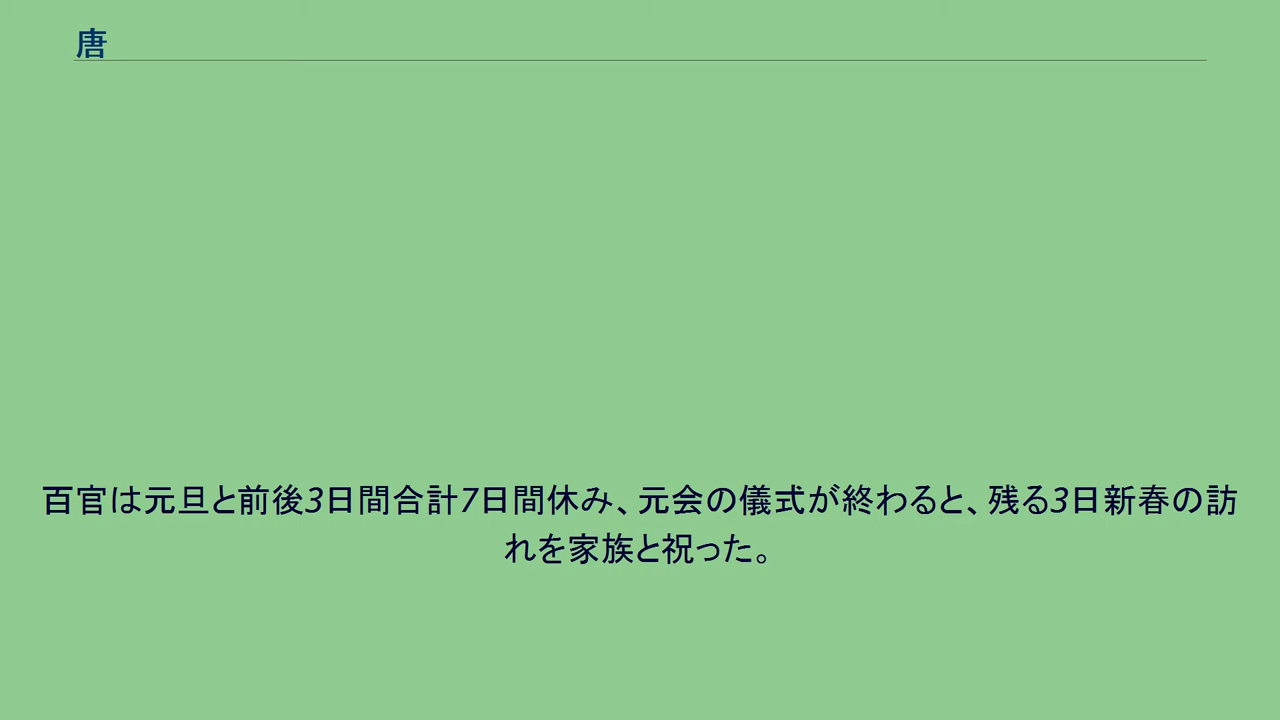 唐
百官は元旦と前後3日間合計7日間休み、元会の儀式が終わると、残る3日新春の訪
れを家族と祝った。